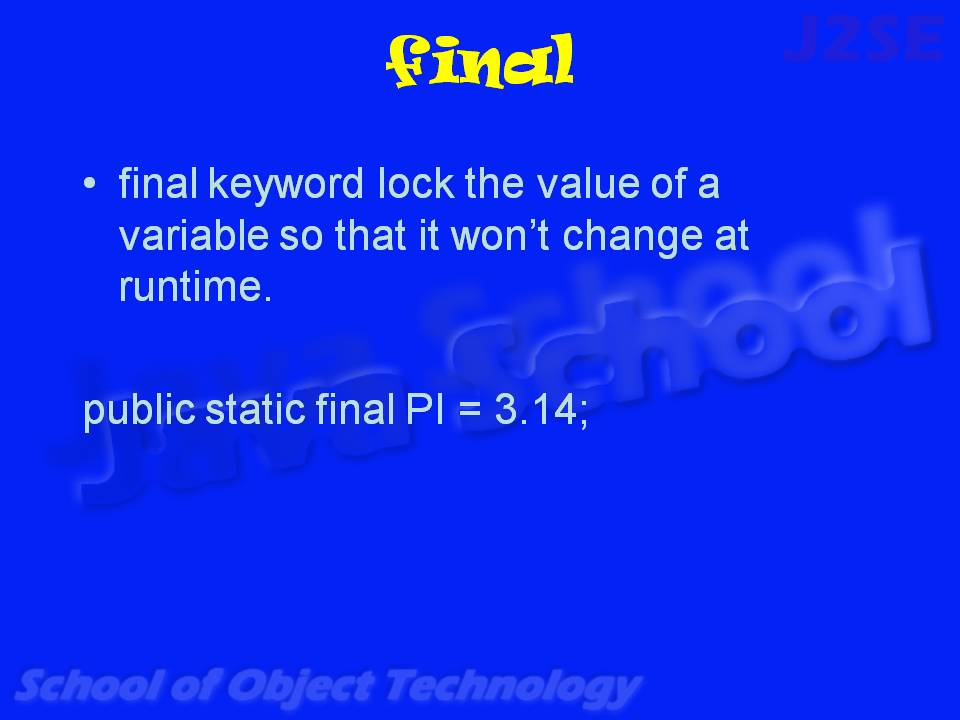 J2SE
final
• final keyword lock the value of a
variable so that it won’t change at
runtime.
Java School
public static final PI = 3.14;
School of Object Technology